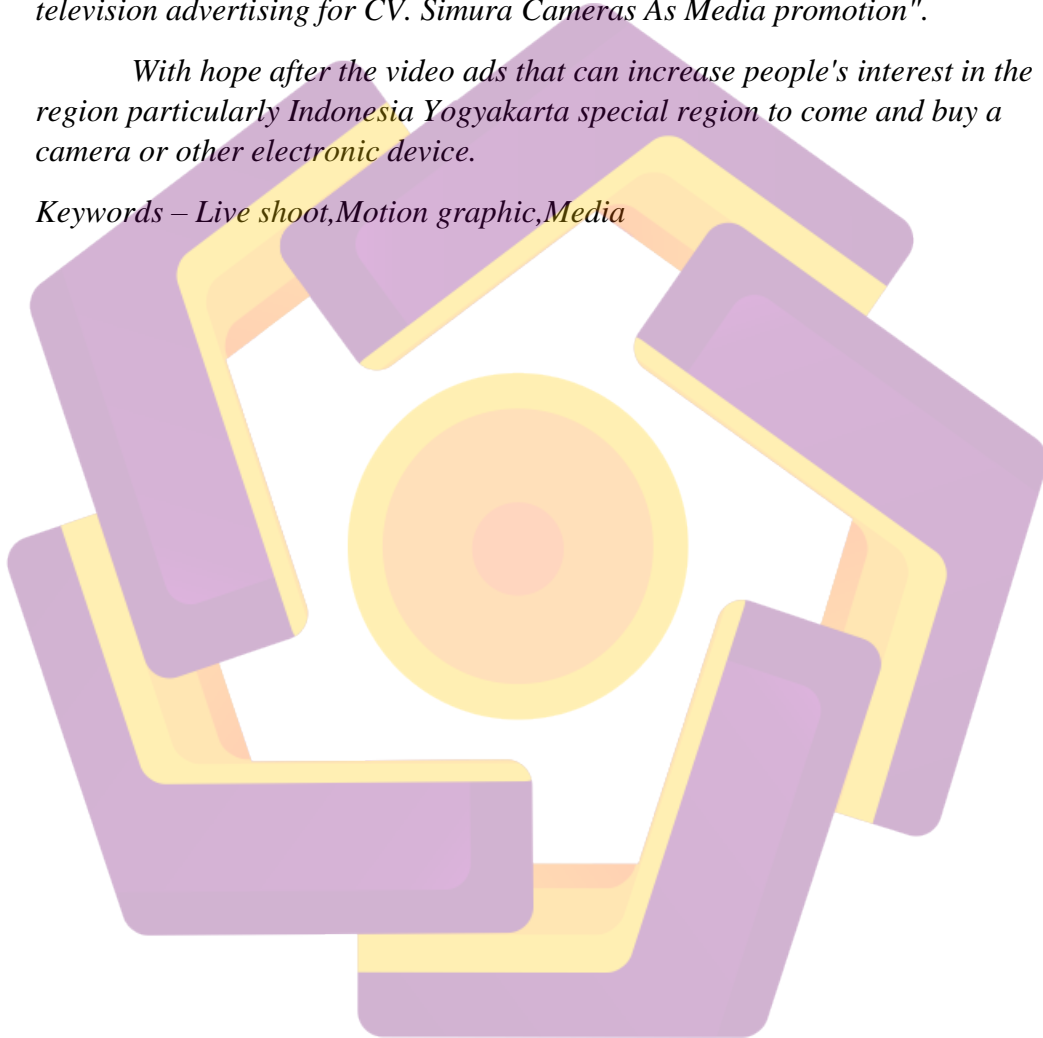 television advertising for CV. Simura Cameras As Media promotion".
With hope after the video ads that can increase people's interest in the
region particularly Indonesia Yogyakarta special region to come and buy a
camera or other electronic device.
Keywords – Live shoot,Motion graphic,Media